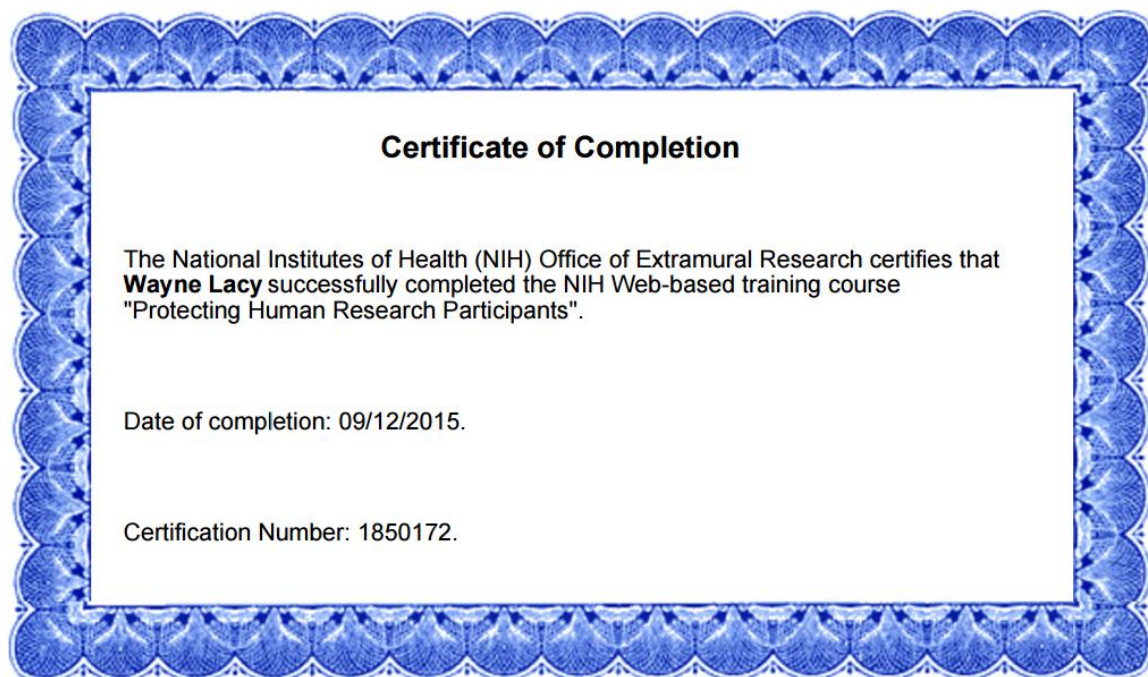 Certificate of Completion
The National Institutes of Health (NIH) Office of Extramural Research certifies that
Wayne Lacy successfully completed the NIH Web-based training course
"Protecting Human Research Participants".
Date of completion: 09/12/2015.
Certification Number: 1850172.